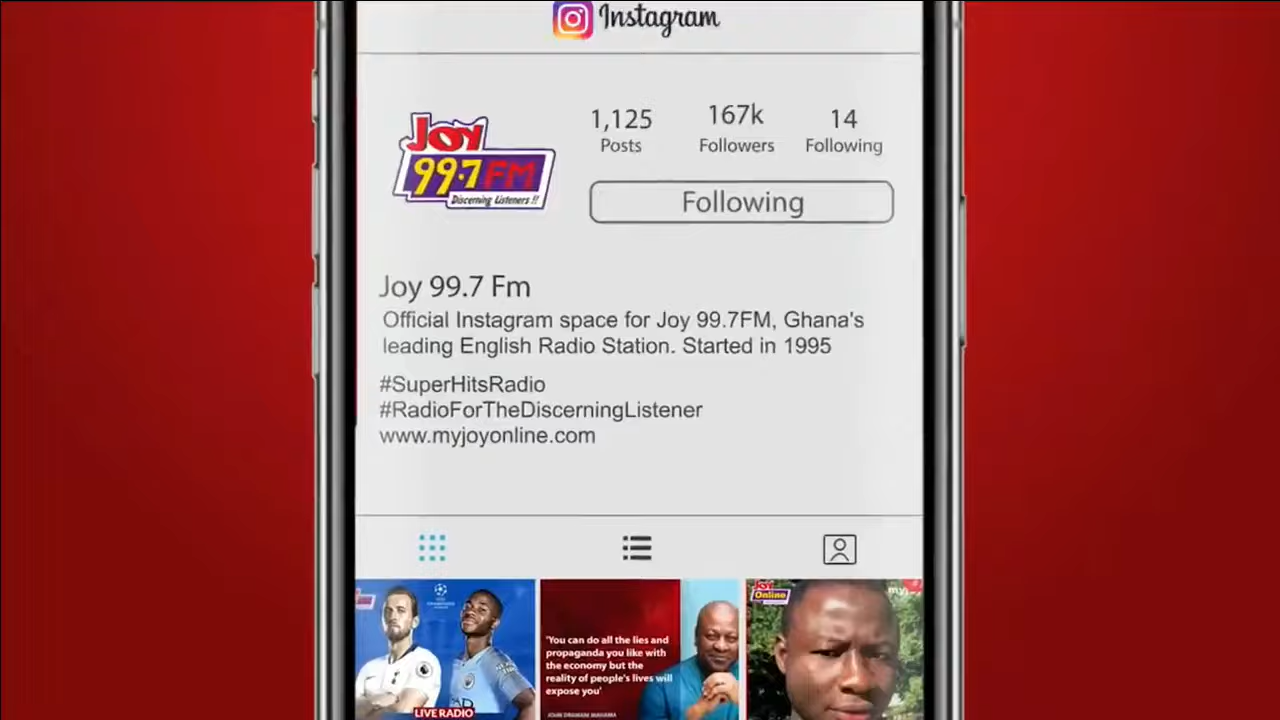 Instagram
1,125
Posts
167k
Followers
14
Following
Following
Joy
99.7 FM
Discerning Listeners !!
Joy 99.7 Fm
Official Instagram space for Joy 99.7FM, Ghana's
leading English Radio Station. Started in 1995
#SuperHitsRadio
#RadioForTheDiscerningListener
www.myjoyonline.com
LIVE RADIO
'You can do all the lies and
propaganda you like with
the economy but the
reality of people's lives will
expose you'
JOHN DRAMANI MAHAMA
Joy
Online